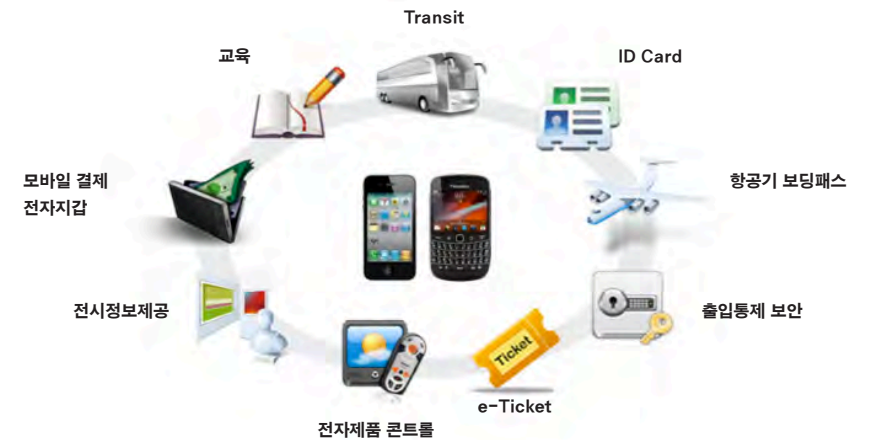 Transit
교육
ID Card
모바일 결제
전자지갑
항공기 보딩패스
전시정보제공
출입통제 보안
Ticket
e-Ticket
전자제품 콘트롤